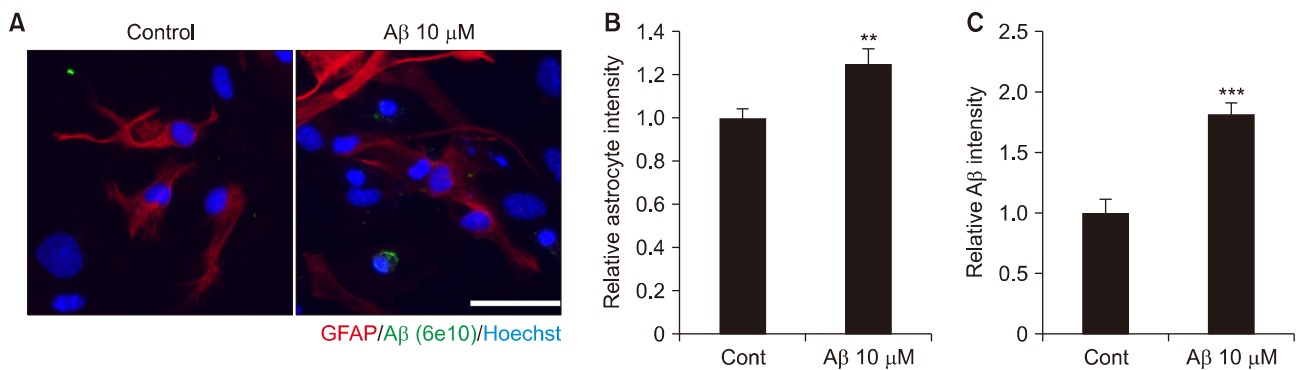 A
Control
Aβ 10 μM
GFAP/Aβ (6e10)/Hoechst
B
Relative astrocyte intensity
1.4
1.2
1.0
0.8
0.6
0.4
0.2
0
**
Cont
Aβ 10 μM
C
Relative Aβ intensity
2.5
2.0
1.5
1.0
0.5
0
***
Cont
Aβ 10 μM